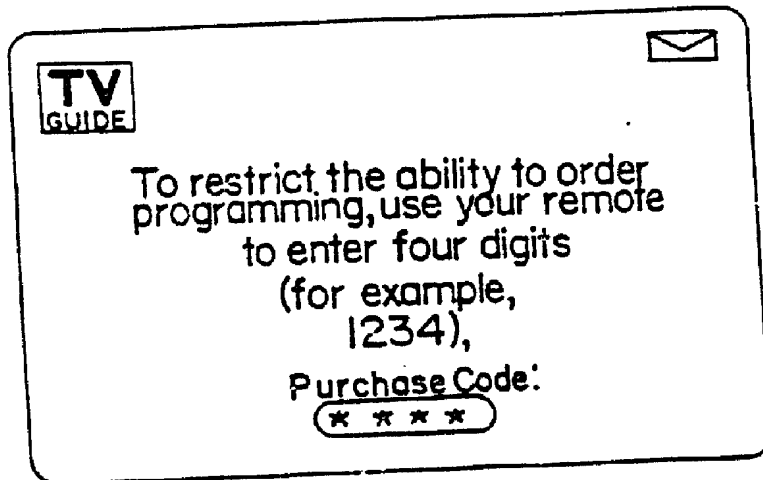 TV
GUIDE
To restrict the ability to order
programming, use your remote
to enter four digits
(for example,
1234),
Purchase Code:
* * * *